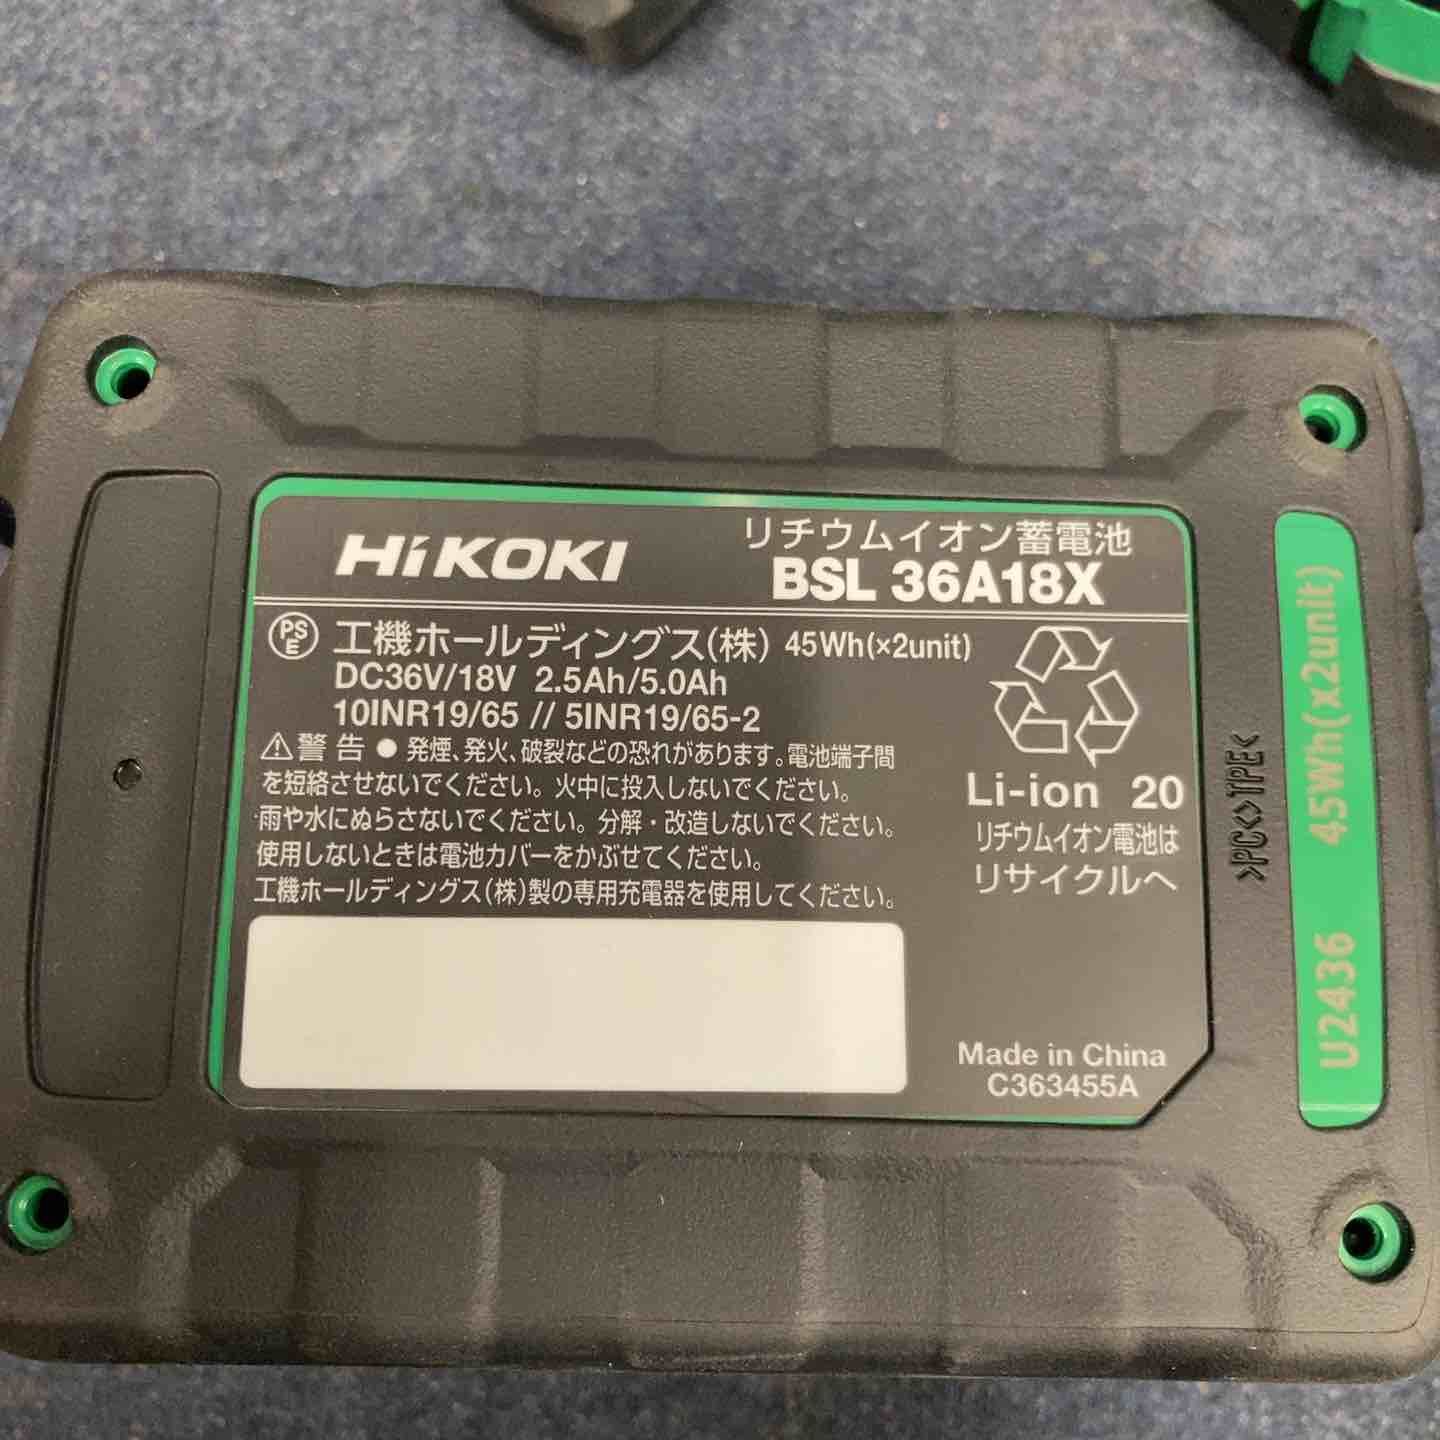 HiKOKI
リチウムイオン蓄電池
BSL 36A18X
PS
E
工機ホールディングス(株) 45Wh(×2unit)
DC36V/18V 2.5Ah/5.0Ah
10INR19/65 // 5INR19/65-2
⚠警告 ● 発煙、発火、破裂などの恐れがあります。電池端子間
を短絡させないでください。火中に投入しないでください。
雨や水にぬらさないでください。分解・改造しないでください。
使用しないときは電池カバーをかぶせてください。
工機ホールディングス(株)製の専用充電器を使用してください。
Li-ion 20
リチウムイオン電池は
リサイクルへ
Made in China
C363455A
>PC<>TPE<
U2436 45Wh(x2unit)